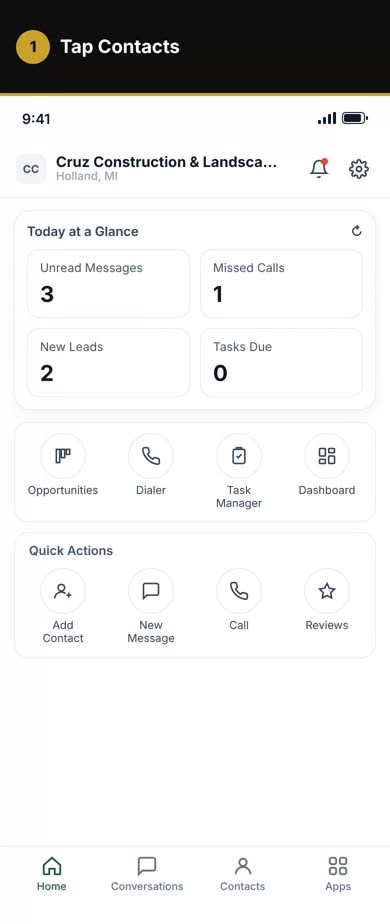 1 Tap Contacts
9:41
CC
Cruz Construction & Landsca...
Holland, MI
Today at a Glance
Unread Messages
3
Missed Calls
1
New Leads
2
Tasks Due
0
Opportunities
Dialer
Task
Manager
Dashboard
Quick Actions
Add
Contact
New
Message
Call
Reviews
Home
Conversations
Contacts
Apps